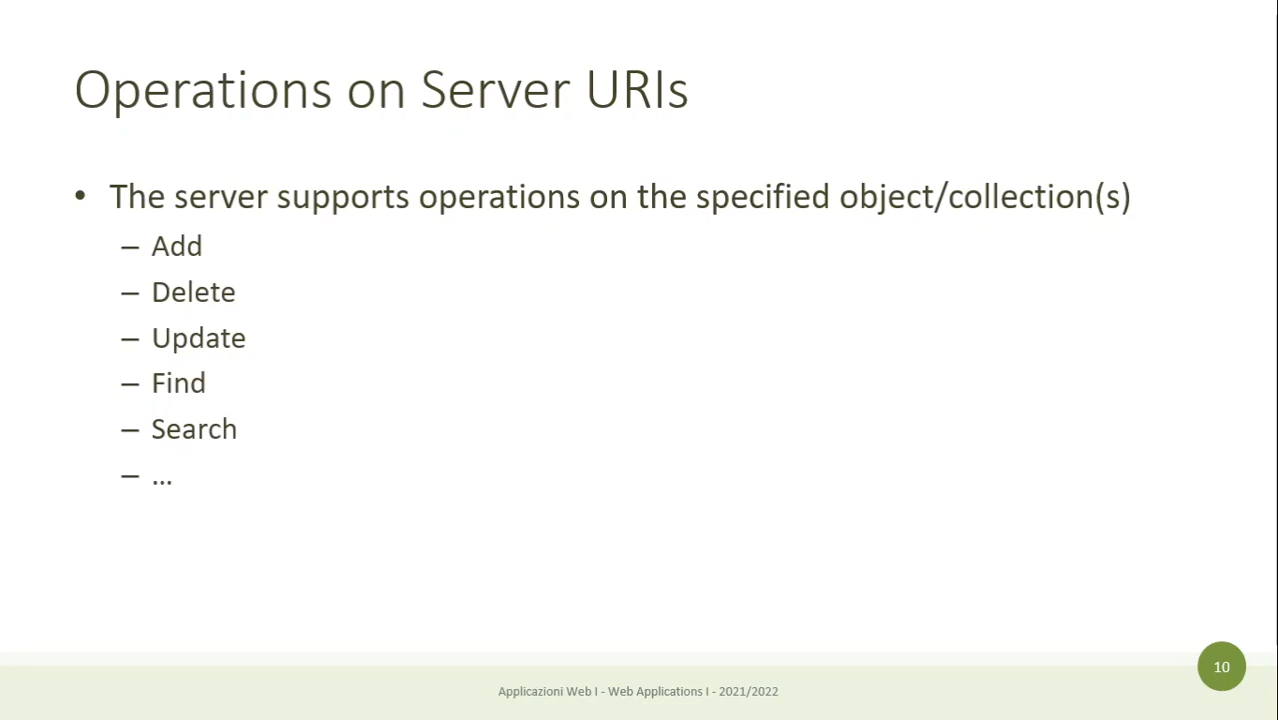 Operations on Server URIs
• The server supports operations on the specified object/collection(s)
– Add
– Delete
– Update
– Find
– Search
– ...
10
Applicazioni Web I - Web Applications I - 2021/2022